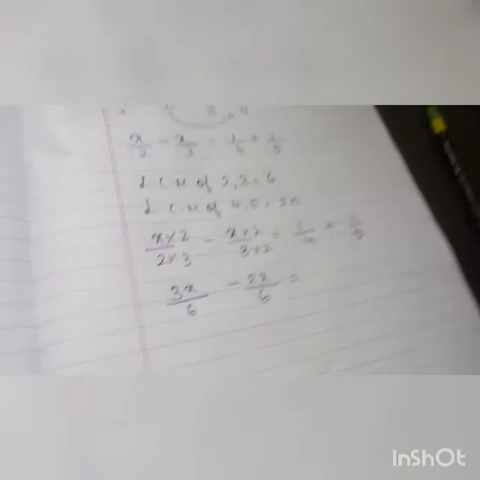 x/2 - x/3 = 1/4 + 1/5
L C M of 2,3 = 6
L C M of 4,5 = 20
x×3/2×3 - x×2/3×2 = 1/4 + 1/5
3x/6 - 2x/6 =
InShOt